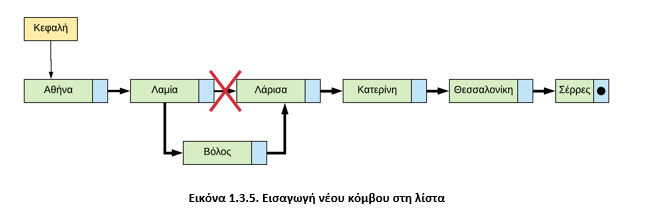 Κεφαλή
Αθήνα
Λαμία
Λάρισα
Κατερίνη
Θεσσαλονίκη
Σέρρες
Βόλος
Εικόνα 1.3.5. Εισαγωγή νέου κόμβου στη λίστα